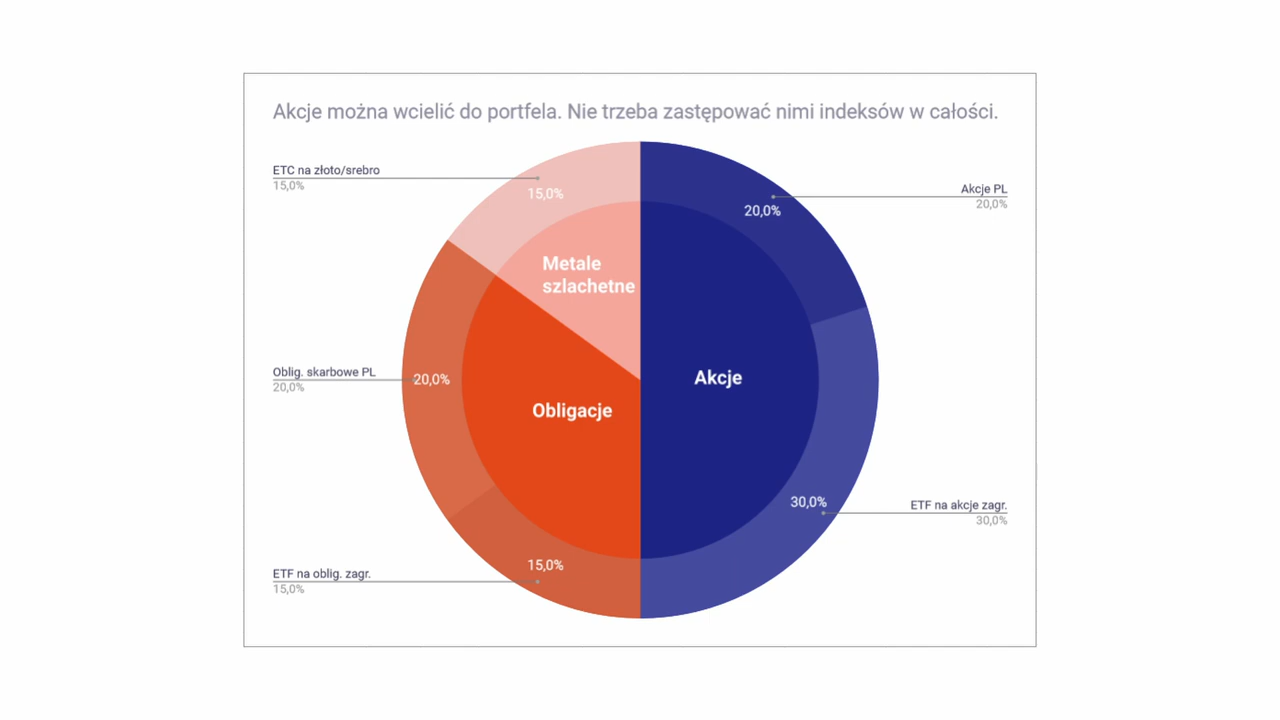 Akcje można wcielić do portfela. Nie trzeba zastępować nimi indeksów w całości.
ETC na złoto/srebro
15,0%
15,0%
Akcje PL
20,0%
20,0%
Metale
szlachetne
Oblig. skarbowe PL
20,0%
20,0%
Akcje
Obligacje
30,0%
ETF na akcje zagr.
30,0%
15,0%
ETF na oblig. zagr.
15,0%